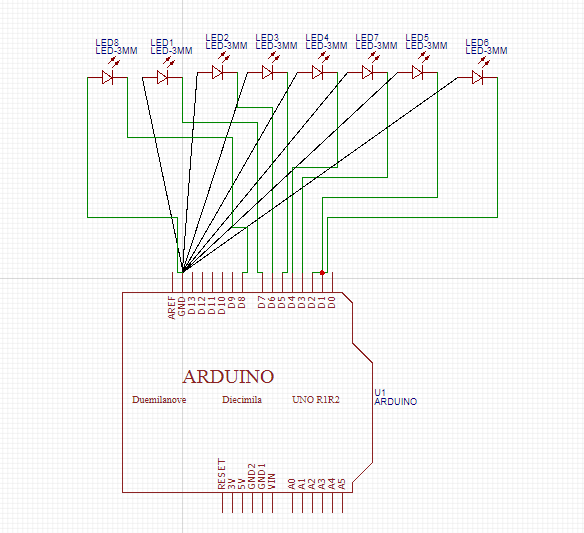 LED8
LED-3MM
LED1
LED-3MM
LED2
LED-3MM
LED3
LED-3MM
LED4
LED-3MM
LED7
LED-3MM
LED5
LED-3MM
LED6
LED-3MM
AREF
GND
D13
D12
D11
D10
D9
D8
D7
D6
D5
D4
D3
D2
D1
D0
ARDUINO
Duemilanove
Diecimila
UNO R1R2
U1
ARDUINO
RESET
3V
5V
GND2
GND1
VIN
A0
A1
A2
A3
A4
A5